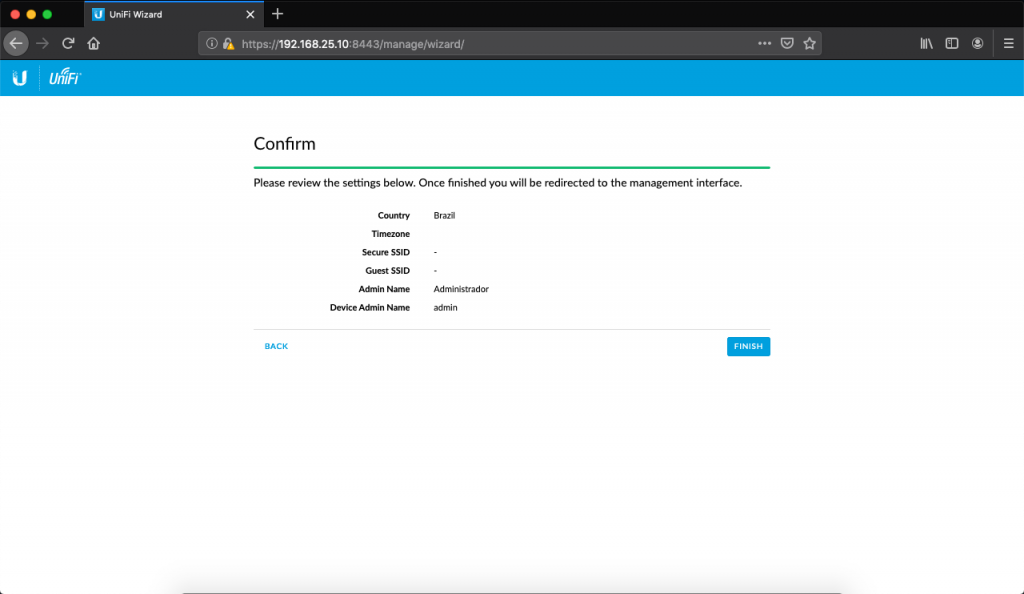 UniFi Wizard
https://192.168.25.10:8443/manage/wizard/
UniFi
Confirm
Please review the settings below. Once finished you will be redirected to the management interface.
Country Brazil
Timezone
Secure SSID -
Guest SSID -
Admin Name Administrador
Device Admin Name admin
BACK FINISH